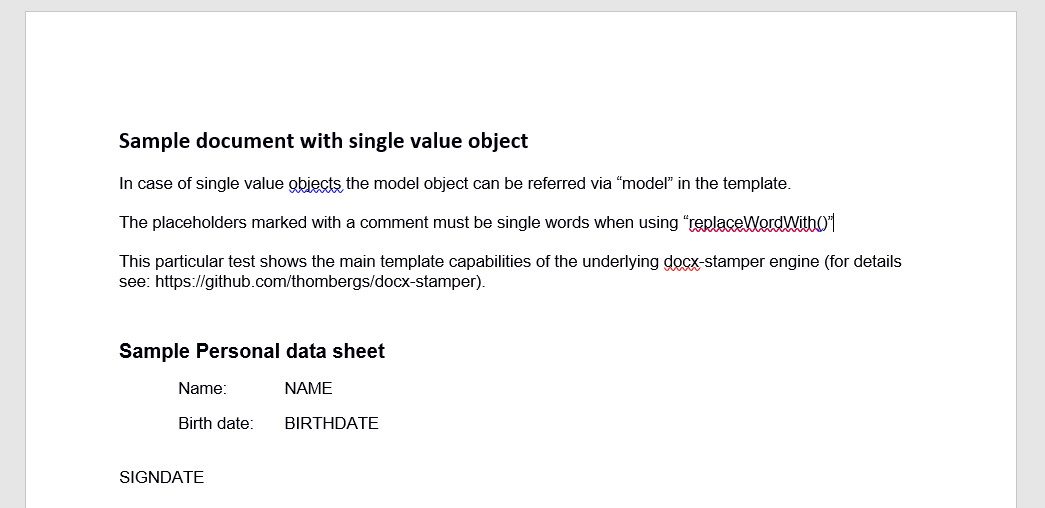 Sample document with single value object
In case of single value objects the model object can be referred via “model” in the template.
The placeholders marked with a comment must be single words when using “replaceWordWith()”
This particular test shows the main template capabilities of the underlying docx-stamper engine (for details
see: https://github.com/thombergs/docx-stamper).
Sample Personal data sheet
Name: NAME
Birth date: BIRTHDATE
SIGNDATE